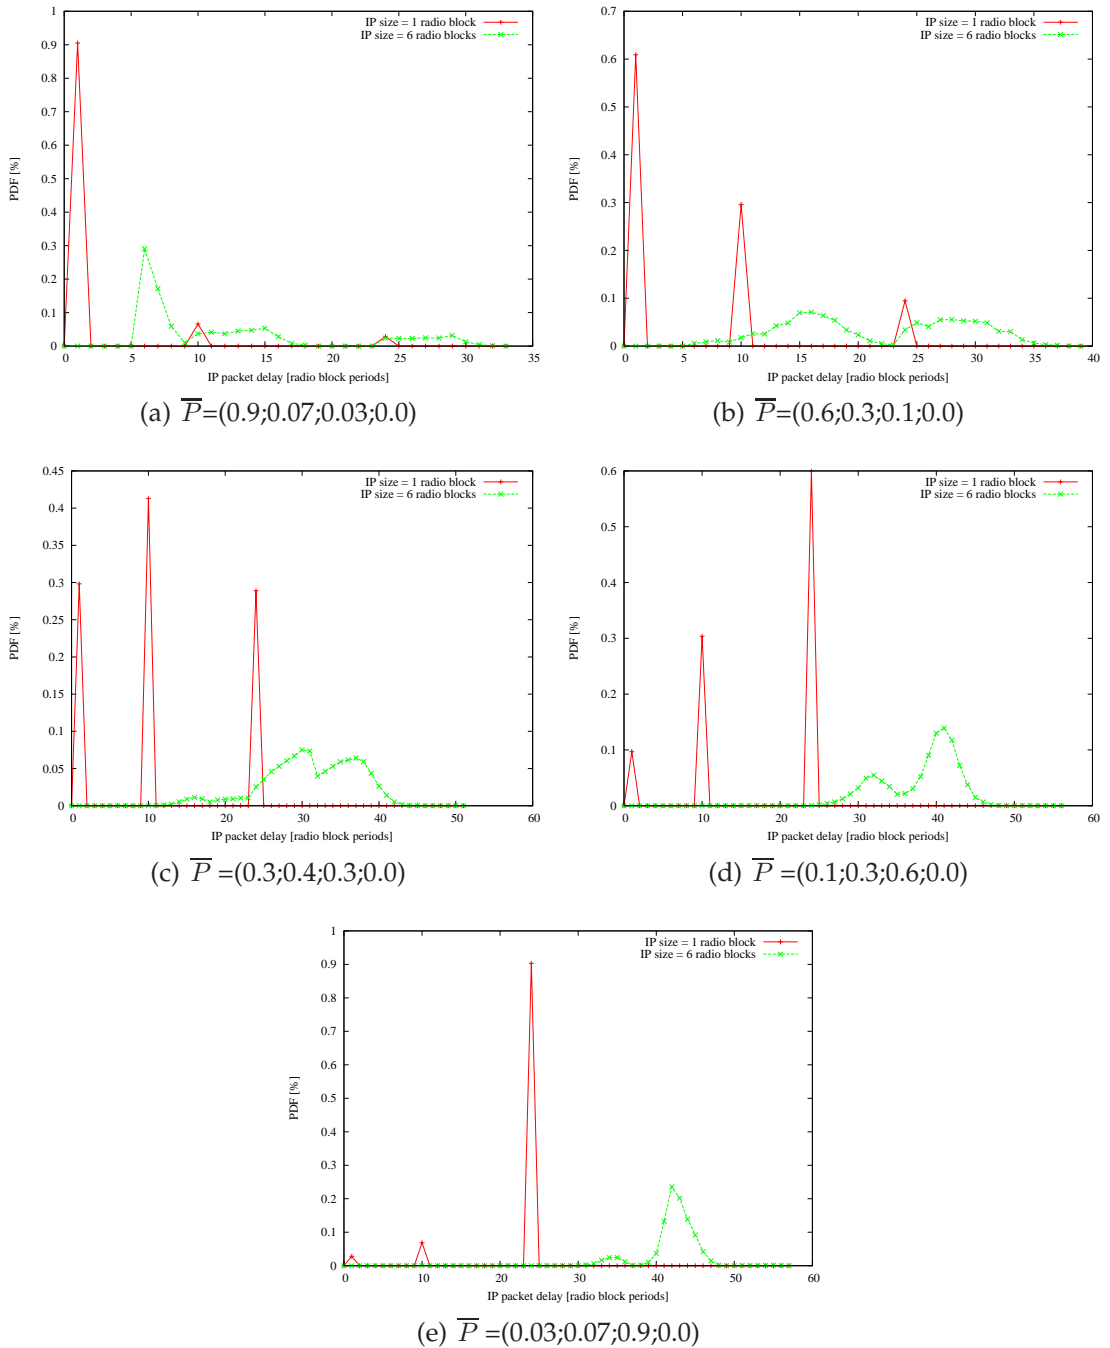 1
0.9
0.8
0.7
0.6
0.5
0.4
0.3
0.2
0.1
0
0 5 10 15 20 25 30 35
PDF [%]
IP packet delay [radio block periods]
IP size = 1 radio block
IP size = 6 radio blocks
(a) P=(0.9;0.07;0.03;0.0)
0.7
0.6
0.5
0.4
0.3
0.2
0.1
0
0 5 10 15 20 25 30 35 40
PDF [%]
IP packet delay [radio block periods]
IP size = 1 radio block
IP size = 6 radio blocks
(b) P=(0.6;0.3;0.1;0.0)
0.45
0.4
0.35
0.3
0.25
0.2
0.15
0.1
0.05
0
0 10 20 30 40 50 60
PDF [%]
IP packet delay [radio block periods]
IP size = 1 radio block
IP size = 6 radio blocks
(c) P =(0.3;0.4;0.3;0.0)
0.6
0.5
0.4
0.3
0.2
0.1
0
0 10 20 30 40 50 60
PDF [%]
IP packet delay [radio block periods]
IP size = 1 radio block
IP size = 6 radio blocks
(d) P =(0.1;0.3;0.6;0.0)
1
0.9
0.8
0.7
0.6
0.5
0.4
0.3
0.2
0.1
0
0 10 20 30 40 50 60
PDF [%]
IP packet delay [radio block periods]
IP size = 1 radio block
IP size = 6 radio blocks
(e) P =(0.03;0.07;0.9;0.0)